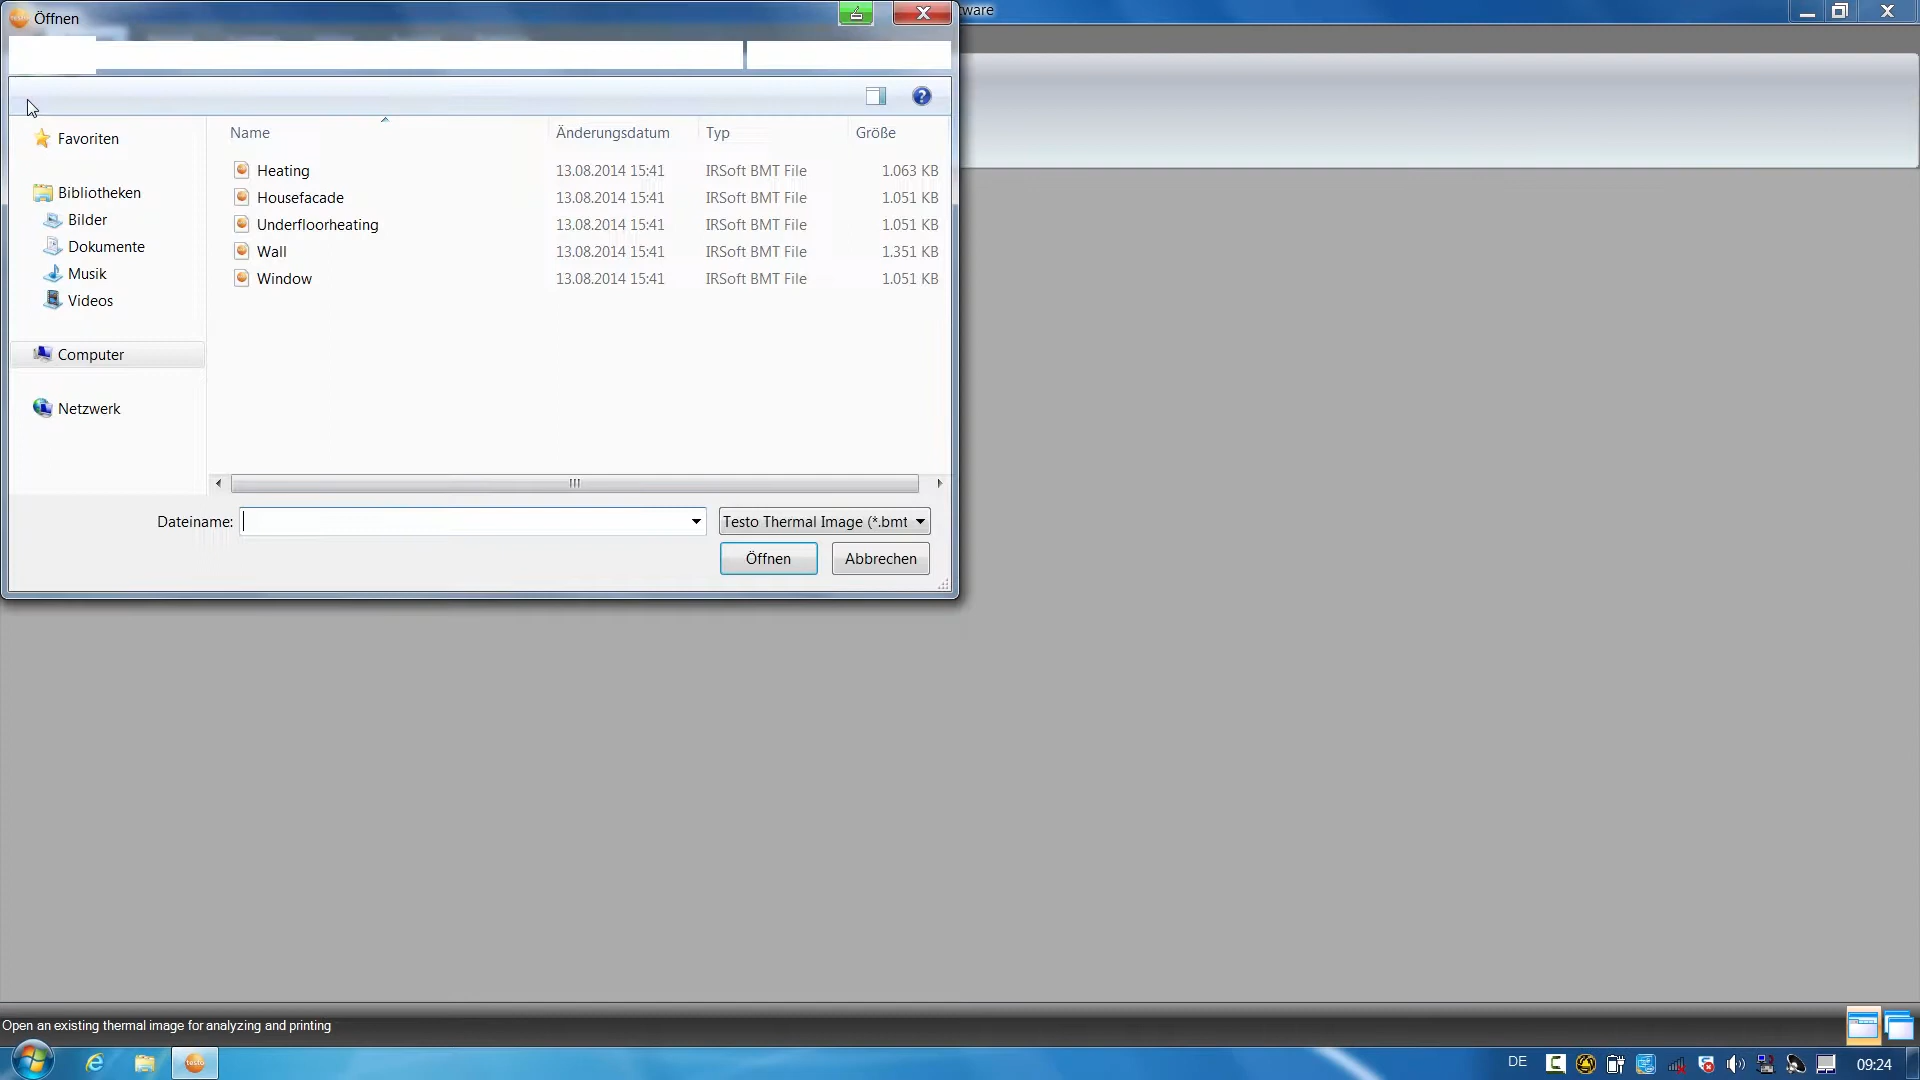 Öffnen
ware
Name Änderungsdatum Typ Größe
Favoriten
Heating 13.08.2014 15:41 IRSoft BMT File 1.063 KB
Bibliotheken
Housefacade 13.08.2014 15:41 IRSoft BMT File 1.051 KB
Bilder
Underfloorheating 13.08.2014 15:41 IRSoft BMT File 1.051 KB
Dokumente
Wall 13.08.2014 15:41 IRSoft BMT File 1.351 KB
Musik
Window 13.08.2014 15:41 IRSoft BMT File 1.051 KB
Videos
Computer
Netzwerk
Dateiname: Testo Thermal Image (*.bmt
Öffnen Abbrechen
Open an existing thermal image for analyzing and printing
testo DE 09:24